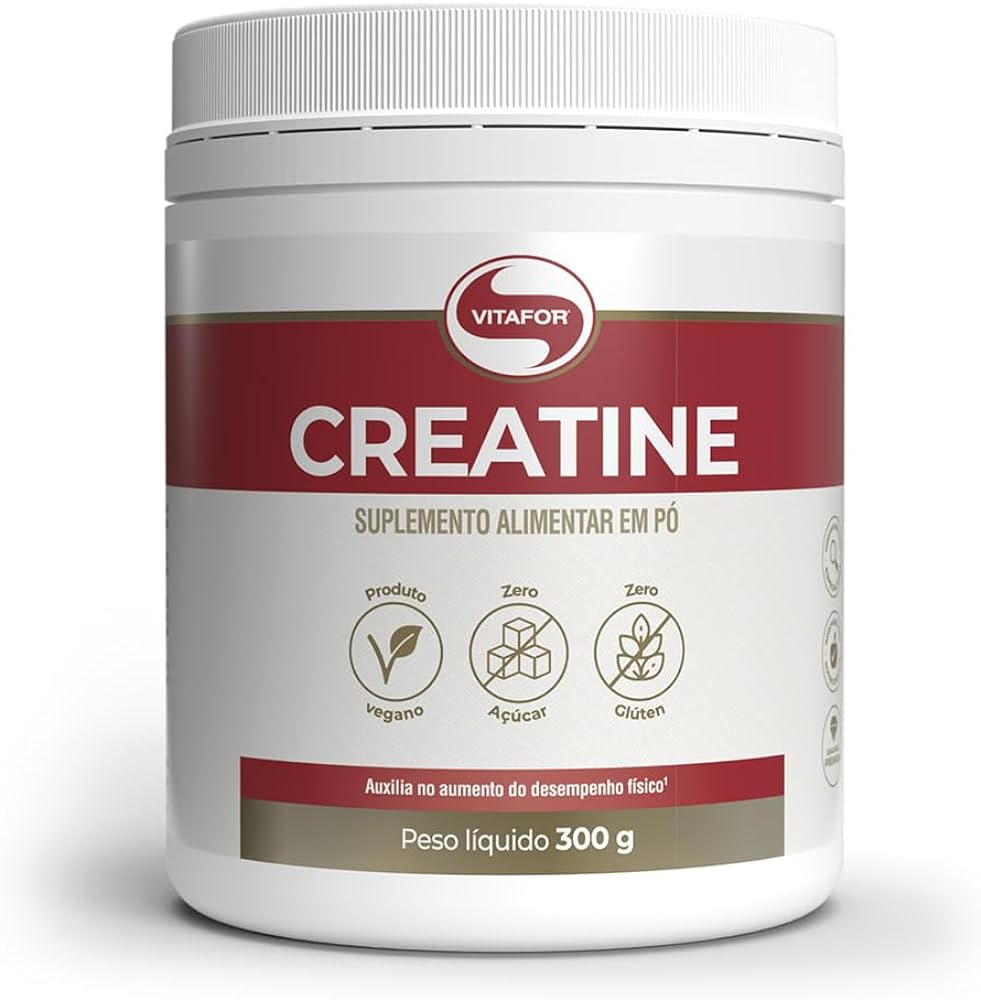 VITAFOR
CREATINE
SUPLEMENTO ALIMENTAR EM PÓ
Produto vegano
Zero Açúcar
Zero Glúten
Auxilia no aumento do desempenho físico¹
Peso líquido 300 g